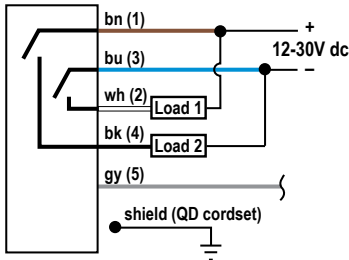 bn (1)
+
12-30V dc
bu (3)
–
wh (2)
Load 1
bk (4)
Load 2
gy (5)
shield (QD cordset)